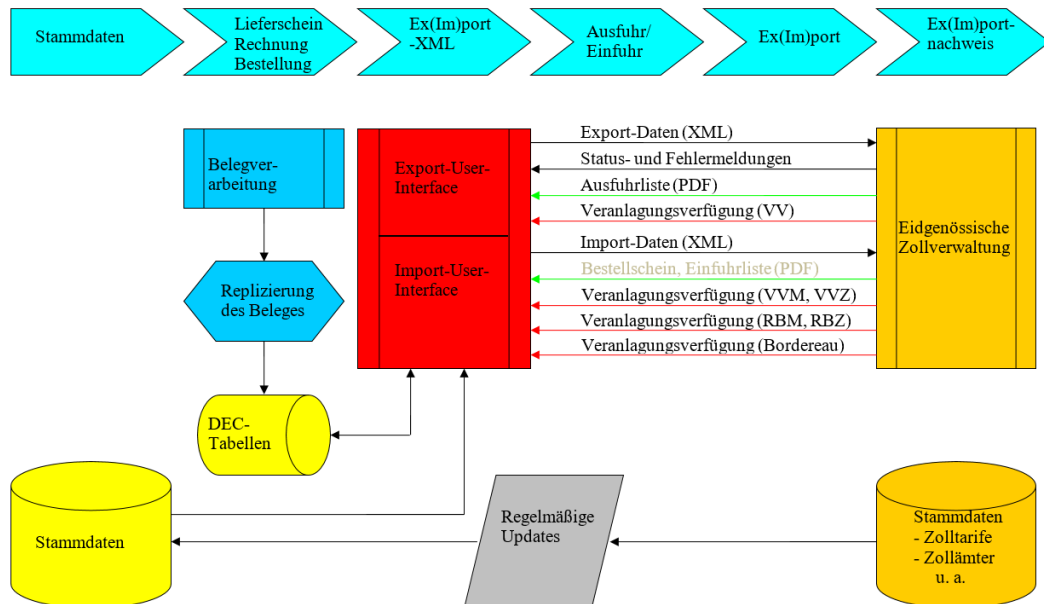 Stammdaten
Lieferschein
Rechnung
Bestellung
Ex(Im)port
-XML
Ausfuhr/
Einfuhr
Ex(Im)port
Ex(Im)port-
nachweis
Belegver-
arbeitung
Export-User-
Interface
Export-Daten (XML)
Status- und Fehlermeldungen
Ausfuhrliste (PDF)
Veranlagungsverfügung (VV)
Eidgenössische
Zollverwaltung
Import-User-
Interface
Import-Daten (XML)
Bestellschein, Einfuhrliste (PDF)
Veranlagungsverfügung (VVM, VVZ)
Veranlagungsverfügung (RBM, RBZ)
Veranlagungsverfügung (Bordereau)
Replizierung
des Beleges
DEC-
Tabellen
Stammdaten
Regelmäßige
Updates
Stammdaten
- Zolltarife
- Zollämter
u. a.